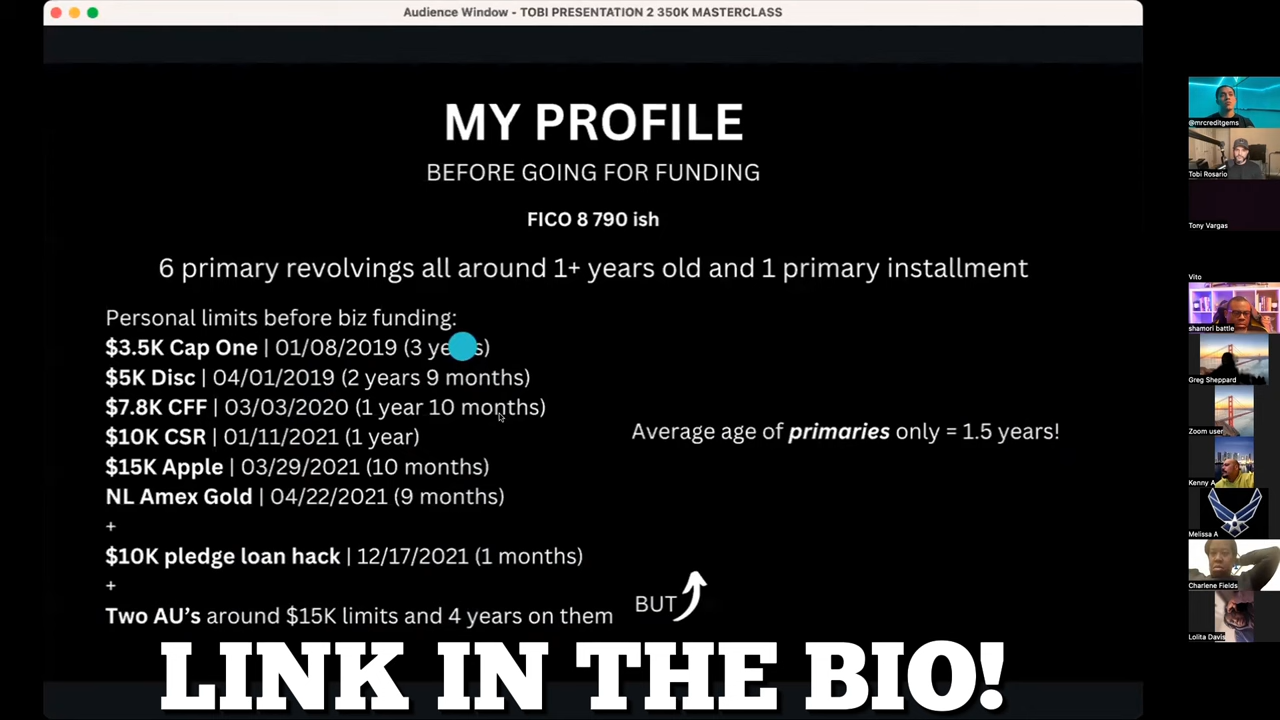 Audience Window - TOBI PRESENTATION 2 350K MASTERCLASS
MY PROFILE
BEFORE GOING FOR FUNDING
FICO 8 790 ish
6 primary revolvings all around 1+ years old and 1 primary installment
Personal limits before biz funding:
$3.5K Cap One | 01/08/2019 (3 years)
$5K Disc | 04/01/2019 (2 years 9 months)
$7.8K CFF | 03/03/2020 (1 year 10 months)
$10K CSR | 01/11/2021 (1 year)
$15K Apple | 03/29/2021 (10 months)
NL Amex Gold | 04/22/2021 (9 months)
+
$10K pledge loan hack | 12/17/2021 (1 months)
+
Two AU's around $15K limits and 4 years on them
Average age of primaries only = 1.5 years!
BUT
LINK IN THE BIO!
@mrcreditgems
Tobi Rosario
Tony Vargas
Vito
shamori battle
Greg Sheppard
Zoom user
Kenny A
Melissa A
Charlene Fields
Lolita Davis